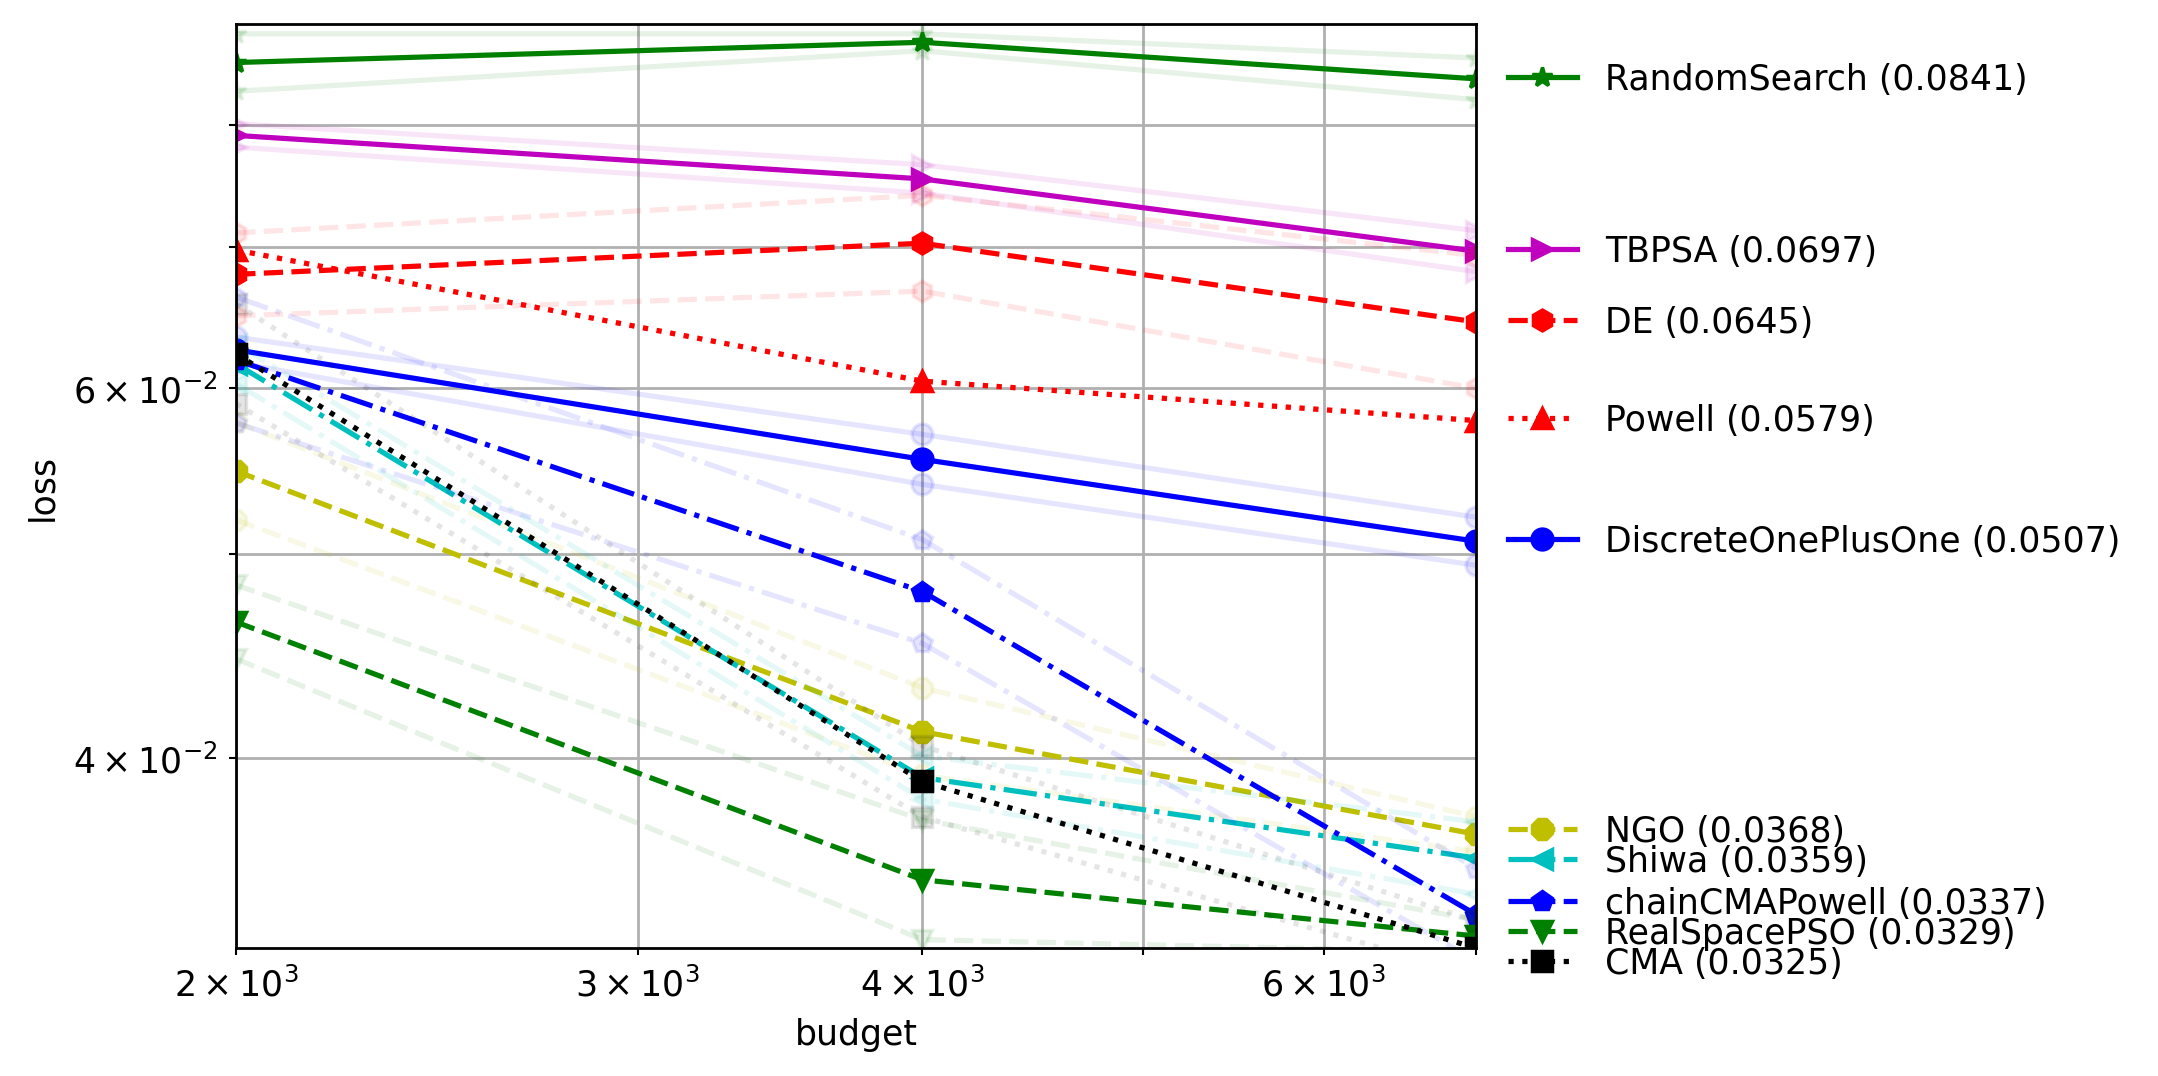 RandomSearch (0.0841)
TBPSA (0.0697)
DE (0.0645)
Powell (0.0579)
DiscreteOnePlusOne (0.0507)
NGO (0.0368)
Shiwa (0.0359)
chainCMAPowell (0.0337)
RealSpacePSO (0.0329)
CMA (0.0325)
6 × 10⁻²
4 × 10⁻²
loss
2 × 10³
3 × 10³
4 × 10³
6 × 10³
budget